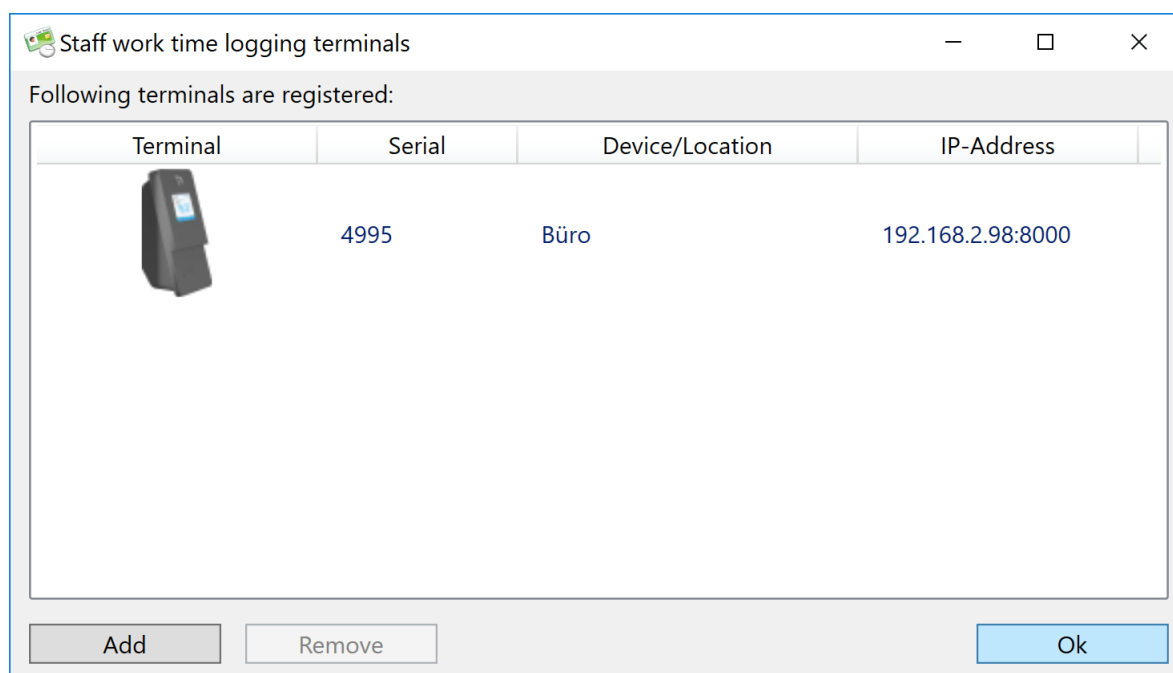 Staff work time logging terminals
Following terminals are registered:
Terminal Serial Device/Location IP-Address
4995 Büro 192.168.2.98:8000
Add Remove Ok